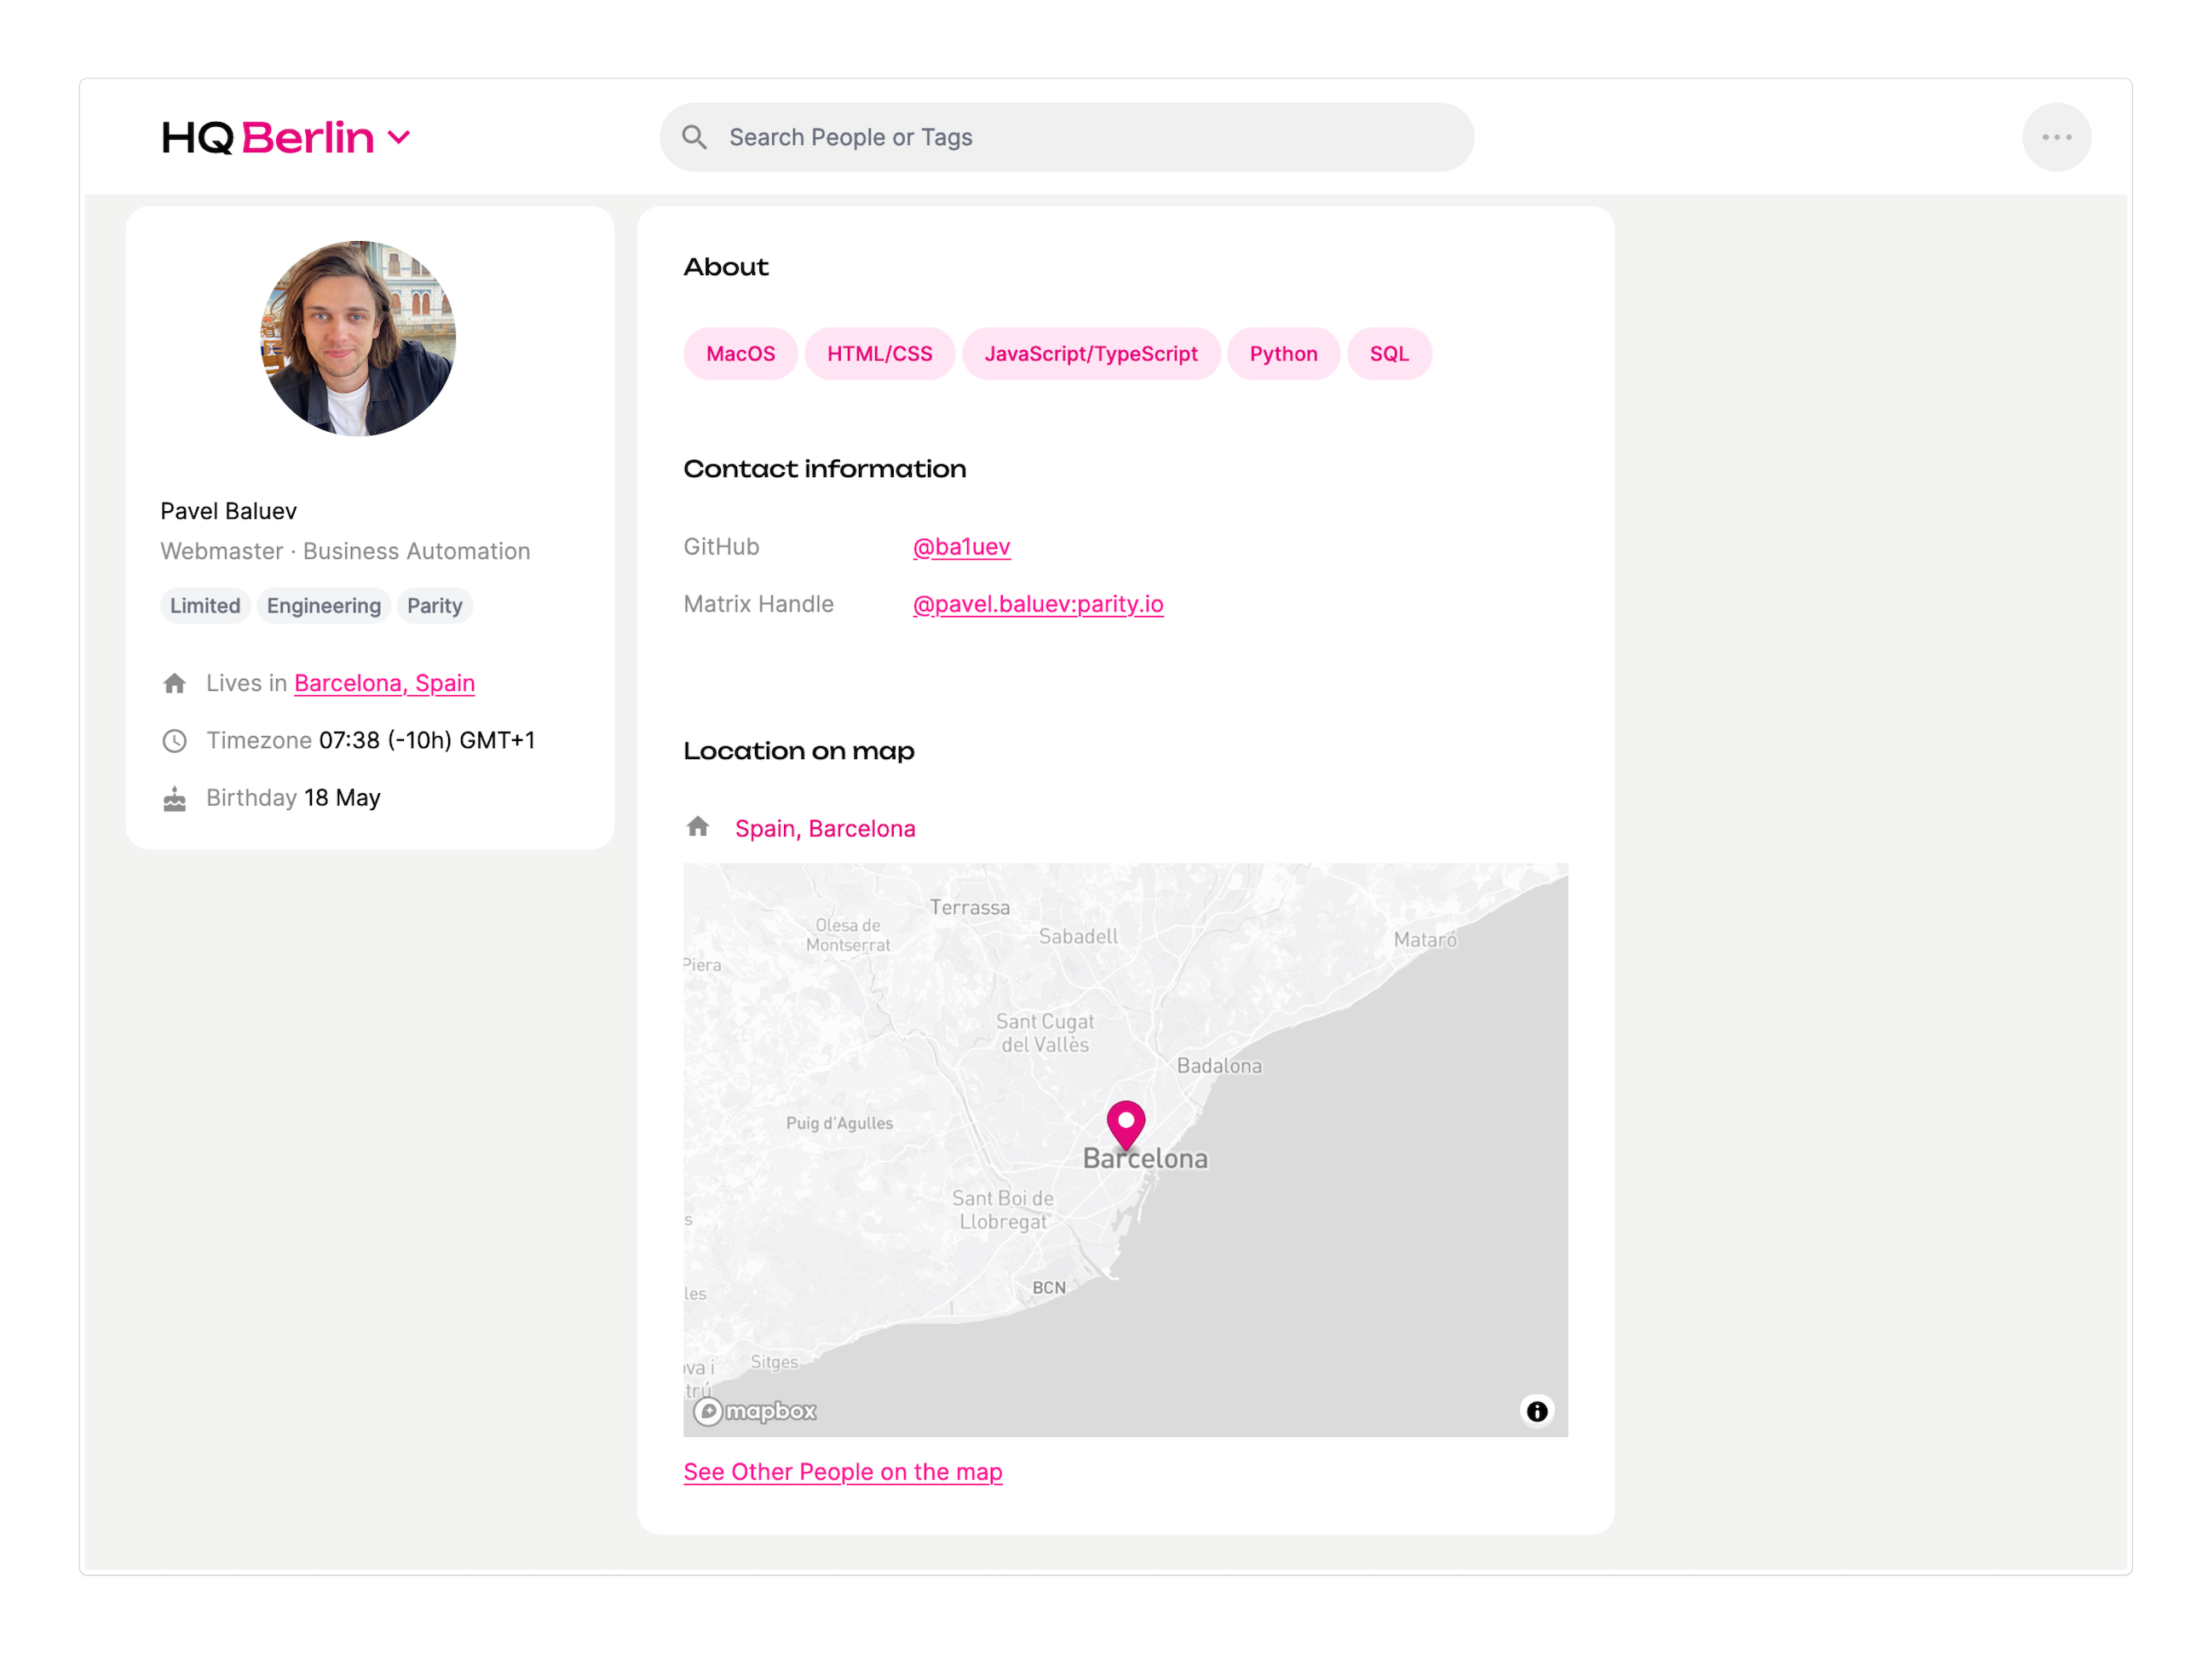 HQ Berlin
Search People or Tags
Pavel Baluev
Webmaster · Business Automation
Limited Engineering Parity
Lives in Barcelona, Spain
Timezone 07:38 (-10h) GMT+1
Birthday 18 May
About
MacOS HTML/CSS JavaScript/TypeScript Python SQL
Contact information
GitHub @ba1uev
Matrix Handle @pavel.baluev:parity.io
Location on map
Spain, Barcelona
Terrassa
Olesa de
Montserrat
Sabadell
Mataró
Piera
Sant Cugat
del Vallès
Badalona
Puig d'Agulles
Barcelona
Sant Boi de
Llobregat
s
BCN
les
Sitges
ova i
trú
mapbox
See Other People on the map